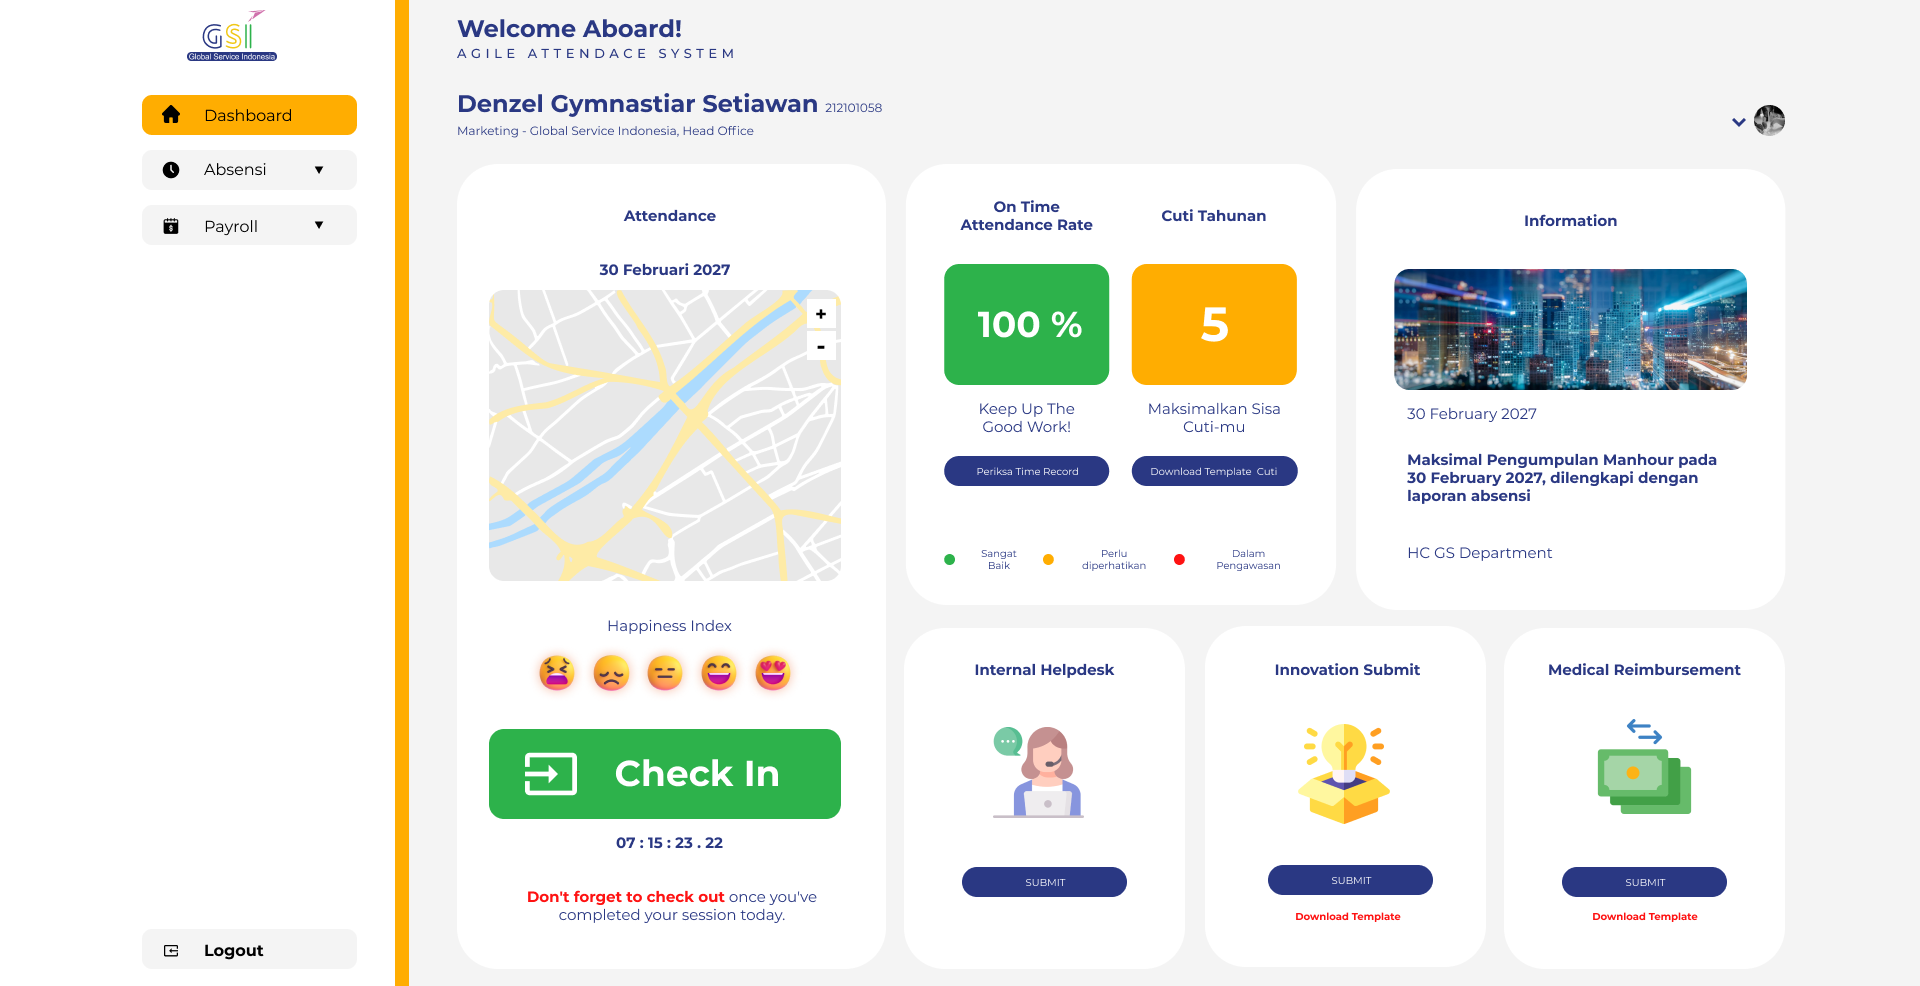 GSI
Global Service Indonesia
Dashboard
Absensi
Payroll
Logout
Welcome Aboard!
AGILE ATTENDACE SYSTEM
Denzel Gymnastiar Setiawan 212101058
Marketing - Global Service Indonesia, Head Office
Attendance
30 Februari 2027
+
-
Happiness Index
Check In
07 : 15 : 23 . 22
Don't forget to check out once you've
completed your session today.
On Time
Attendance Rate
100 %
Keep Up The
Good Work!
Periksa Time Record
Cuti Tahunan
5
Maksimalkan Sisa
Cuti-mu
Download Template Cuti
Sangat
Baik
Perlu
diperhatikan
Dalam
Pengawasan
Information
30 February 2027
Maksimal Pengumpulan Manhour pada
30 February 2027, dilengkapi dengan
laporan absensi
HC GS Department
Internal Helpdesk
SUBMIT
Innovation Submit
SUBMIT
Download Template
Medical Reimbursement
SUBMIT
Download Template